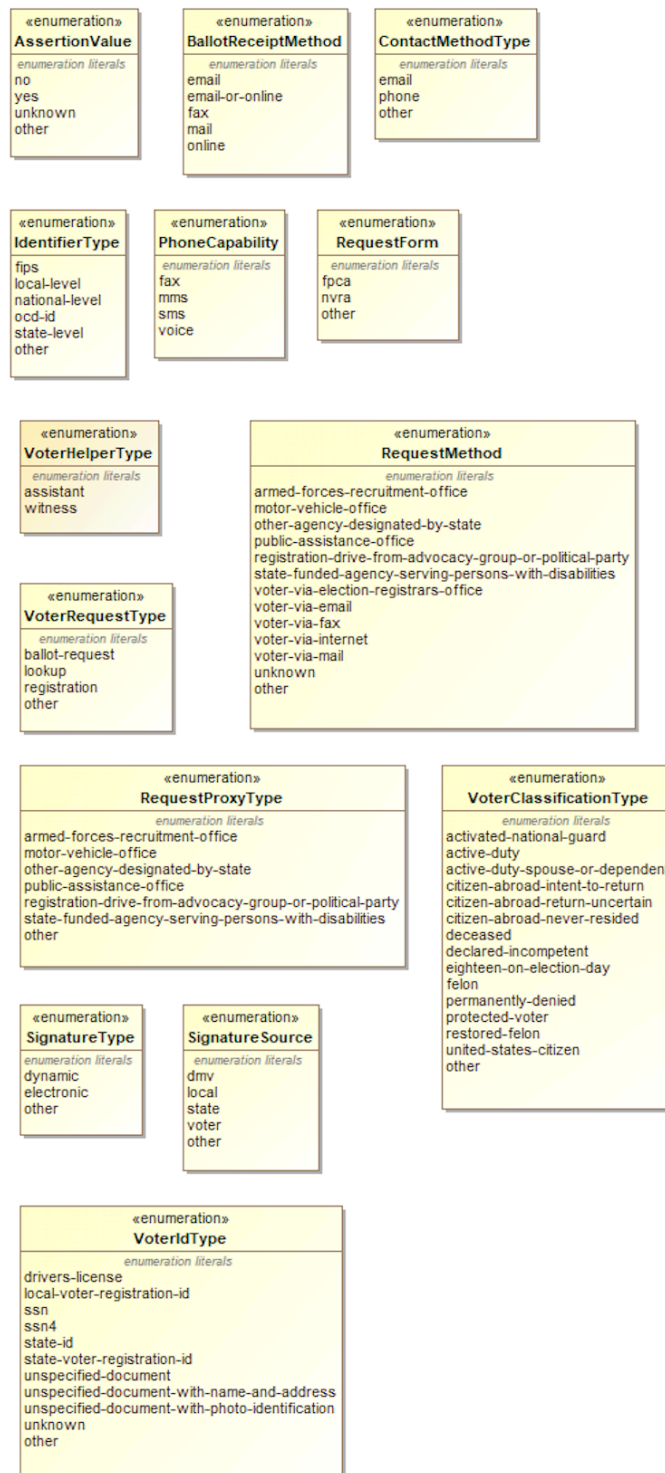 «enumeration»
AssertionValue
enumeration literals
no
yes
unknown
other
«enumeration»
BallotReceiptMethod
enumeration literals
email
email-or-online
fax
mail
online
«enumeration»
ContactMethodType
enumeration literals
email
phone
other
«enumeration»
IdentifierType
enumeration literals
fips
local-level
national-level
ocd-id
state-level
other
«enumeration»
PhoneCapability
enumeration literals
fax
mms
sms
voice
«enumeration»
RequestForm
enumeration literals
fpca
nvra
other
«enumeration»
VoterHelperType
enumeration literals
assistant
witness
«enumeration»
RequestMethod
enumeration literals
armed-forces-recruitment-office
motor-vehicle-office
other-agency-designated-by-state
public-assistance-office
registration-drive-from-advocacy-group-or-political-party
state-funded-agency-serving-persons-with-disabilities
voter-via-election-registrars-office
voter-via-email
voter-via-fax
voter-via-internet
voter-via-mail
unknown
other
«enumeration»
VoterRequestType
enumeration literals
ballot-request
lookup
registration
other
«enumeration»
RequestProxyType
enumeration literals
armed-forces-recruitment-office
motor-vehicle-office
other-agency-designated-by-state
public-assistance-office
registration-drive-from-advocacy-group-or-political-party
state-funded-agency-serving-persons-with-disabilities
other
«enumeration»
VoterClassificationType
enumeration literals
activated-national-guard
active-duty
active-duty-spouse-or-dependen
citizen-abroad-intent-to-return
citizen-abroad-return-uncertain
citizen-abroad-never-resided
deceased
declared-incompetent
eighteen-on-election-day
felon
permanently-denied
protected-voter
restored-felon
united-states-citizen
other
«enumeration»
SignatureType
enumeration literals
dynamic
electronic
other
«enumeration»
SignatureSource
enumeration literals
dmv
local
state
voter
other
«enumeration»
VoterIdType
enumeration literals
drivers-license
local-voter-registration-id
ssn
ssn4
state-id
state-voter-registration-id
unspecified-document
unspecified-document-with-name-and-address
unspecified-document-with-photo-identification
unknown
other